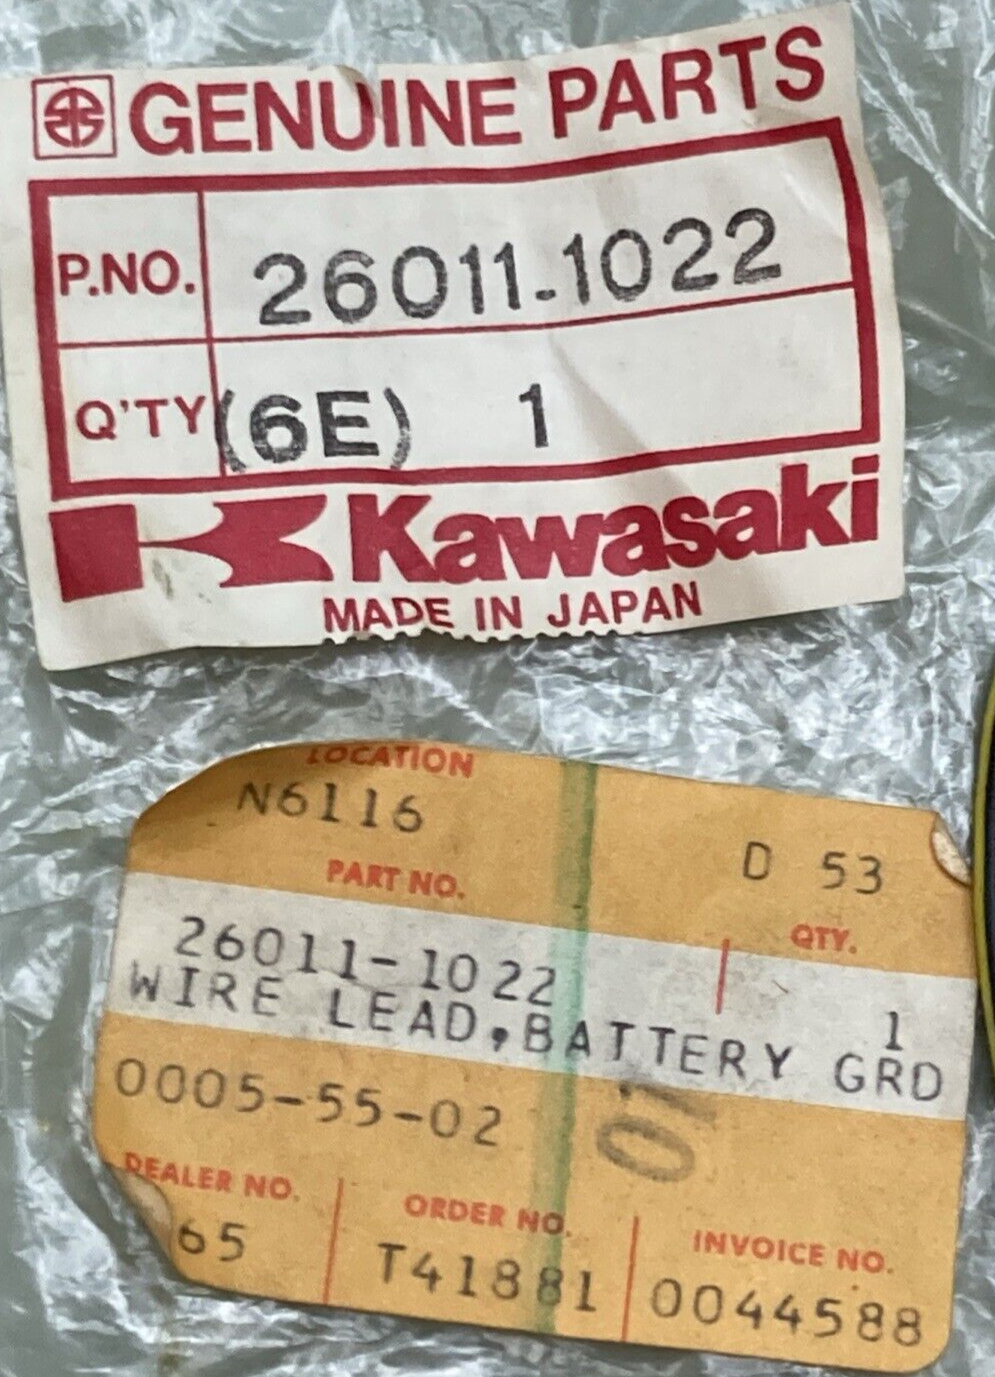 GENUINE PARTS
P.NO. 26011-1022
Q'TY (6E) 1
Kawasaki
MADE IN JAPAN
LOCATION
N6116
D 53
PART NO.
QTY.
26011-1022
1
WIRE LEAD,BATTERY GRD
0005-55-02
DEALER NO.
ORDER NO.
INVOICE NO.
65
T41881
0044588